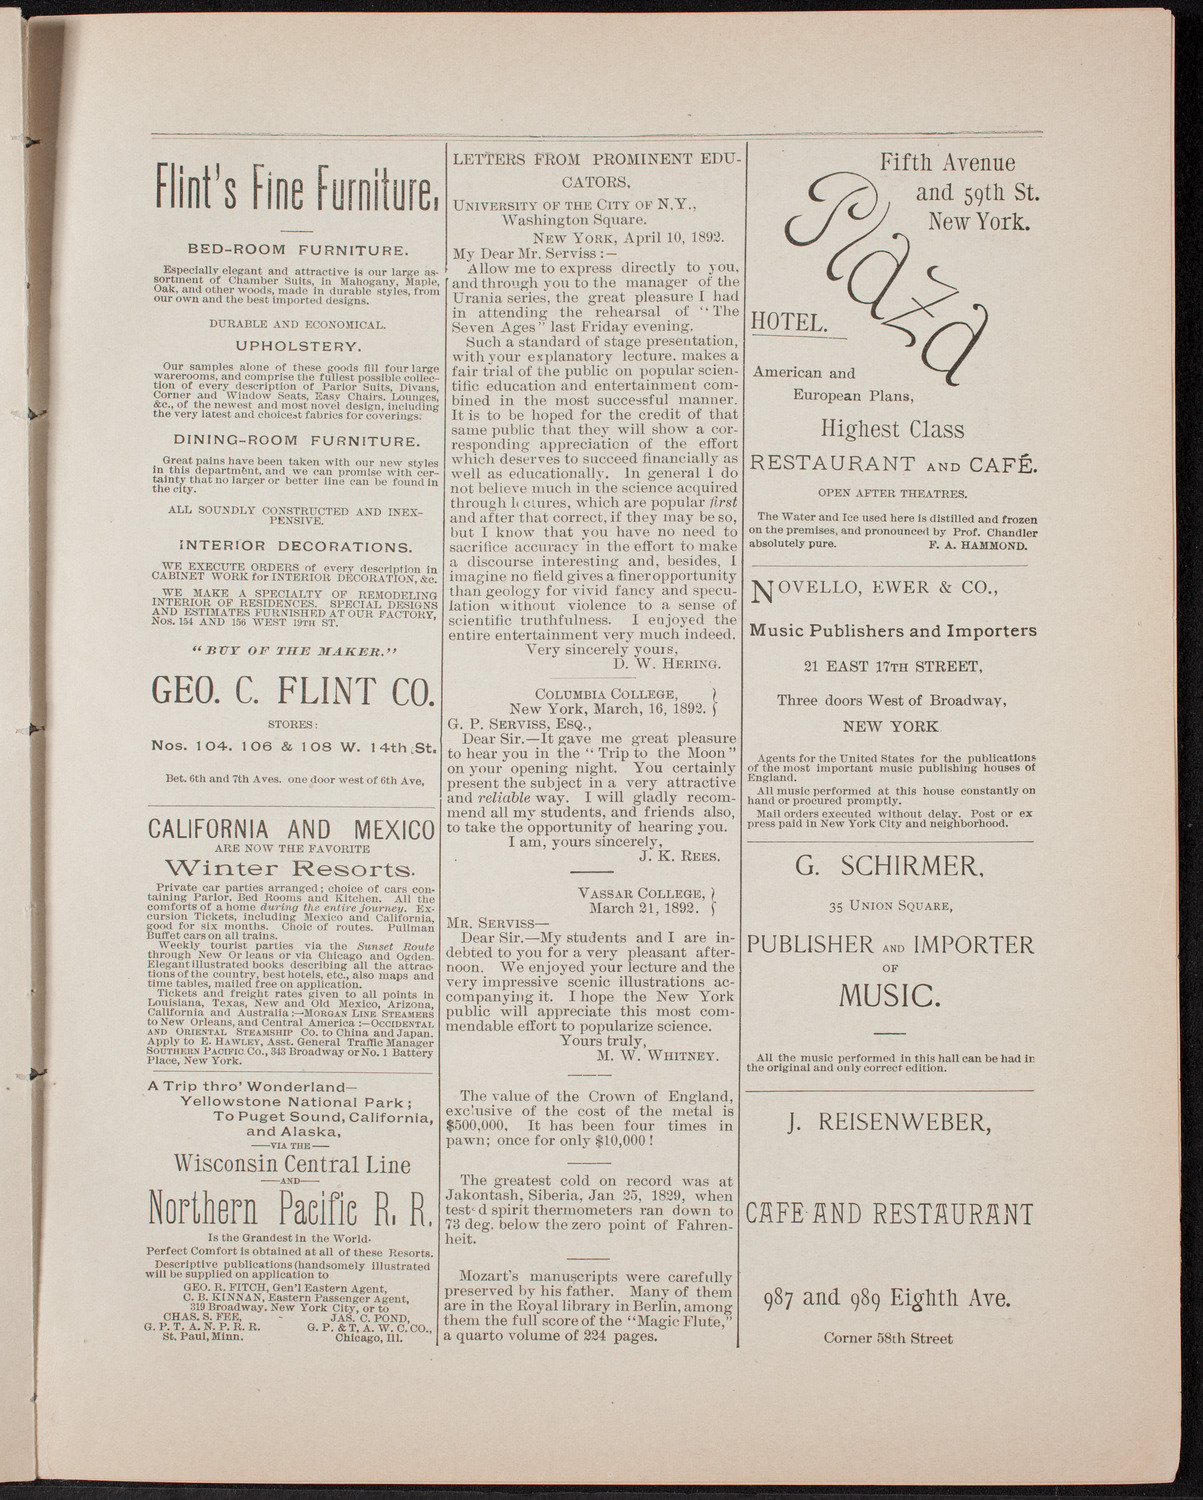 Flint's Fine Furniture,
BED-ROOM FURNITURE.
Especially elegant and attractive is our large as-
sortment of Chamber Suits, in Mahogany, Maple,
Oak, and other woods, made in durable styles, from
our own and the best imported designs.
DURABLE AND ECONOMICAL.
UPHOLSTERY.
Our samples alone of these goods fill four large
warerooms, and comprise the fullest possible collec-
tion of every description of Parlor Suits, Divans,
Corner and Window Seats, Easy Chairs, Lounges,
&c., of the newest and most novel design, including
the very latest and choicest fabrics for coverings.
DINING-ROOM FURNITURE.
Great pains have been taken with our new styles
in this department, and we can promise with cer-
tainty that no larger or better line can be found in
the city.
ALL SOUNDLY CONSTRUCTED AND INEX-
PENSIVE.
INTERIOR DECORATIONS.
WE EXECUTE ORDERS of every description in
CABINET WORK for INTERIOR DECORATION, &c.
WE MAKE A SPECIALTY OF REMODELING
INTERIOR OF RESIDENCES. SPECIAL DESIGNS
AND ESTIMATES FURNISHED AT OUR FACTORY,
Nos. 154 AND 156 WEST 19TH ST.
"BUY OF THE MAKER."
GEO. C. FLINT CO.
STORES:
Nos. 104. 106 & 108 W. 14th St.
Bet. 6th and 7th Aves. one door west of 6th Ave,
CALIFORNIA AND MEXICO
ARE NOW THE FAVORITE
Winter Resorts.
Private car parties arranged; choice of cars con-
taining Parlor, Bed Rooms and Kitchen. All the
comforts of a home during the entire journey. Ex-
cursion Tickets, including Mexico and California,
good for six months. Choic of routes. Pullman
Buffet cars on all trains.
Weekly tourist parties via the Sunset Route
through New Or leans or via Chicago and Ogden.
Elegant illustrated books describing all the attrac-
tions of the country, best hotels, etc., also maps and
time tables, mailed free on application.
Tickets and freight rates given to all points in
Louisiana, Texas, New and Old Mexico, Arizona,
California and Australia:—MORGAN LINE STEAMERS
to New Orleans, and Central America:—OCCIDENTAL
AND ORIENTAL STEAMSHIP Co. to China and Japan.
Apply to E. HAWLEY, Asst. General Traffic Manager
SOUTHERN PACIFIC Co., 343 Broadway or No. 1 Battery
Place, New York.
A Trip thro' Wonderland—
Yellowstone National Park;
To Puget Sound, California,
and Alaska,
—VIA THE—
Wisconsin Central Line
—AND—
Northern Pacific R. R.
Is the Grandest in the World.
Perfect Comfort is obtained at all of these Resorts.
Descriptive publications (handsomely illustrated
will be supplied on application to
GEO. R. FITCH, Gen'l Eastern Agent,
C. B. KINNAN, Eastern Passenger Agent,
319 Broadway. New York City, or to
CHAS. S. FEE, JAS. C. POND,
G. P. T. A. N. P. R. R. G. P. & T, A. W. C. CO.,
St. Paul, Minn. Chicago, Ill.
LETTERS FROM PROMINENT EDU-
CATORS.
UNIVERSITY OF THE CITY OF N.Y.,
Washington Square.
NEW YORK, April 10, 1892.
My Dear Mr. Serviss:—
Allow me to express directly to you,
and through you to the manager of the
Urania series, the great pleasure I had
in attending the rehearsal of "The
Seven Ages" last Friday evening.
Such a standard of stage presentation,
with your explanatory lecture, makes a
fair trial of the public on popular scien-
tific education and entertainment com-
bined in the most successful manner.
It is to be hoped for the credit of that
same public that they will show a cor-
responding appreciation of the effort
which deserves to succeed financially as
well as educationally. In general I do
not believe much in the science acquired
through lectures, which are popular first
and after that correct, if they may be so,
but I know that you have no need to
sacrifice accuracy in the effort to make
a discourse interesting and, besides, I
imagine no field gives a finer opportunity
than geology for vivid fancy and specu-
lation without violence to a sense of
scientific truthfulness. I enjoyed the
entire entertainment very much indeed.
Very sincerely yours,
D. W. HERING.
COLUMBIA COLLEGE,
New York, March, 16, 1892.
G. P. SERVISS, ESQ.,
Dear Sir.—It gave me great pleasure
to hear you in the "Trip to the Moon"
on your opening night. You certainly
present the subject in a very attractive
and reliable way. I will gladly recom-
mend all my students, and friends also,
to take the opportunity of hearing you.
I am, yours sincerely,
J. K. REES.
VASSAR COLLEGE,
March 21, 1892.
MR. SERVISS—
Dear Sir.—My students and I are in-
debted to you for a very pleasant after-
noon. We enjoyed your lecture and the
very impressive scenic illustrations ac-
companying it. I hope the New York
public will appreciate this most com-
mendable effort to popularize science.
Yours truly,
M. W. WHITNEY.
The value of the Crown of England,
exclusive of the cost of the metal is
$500,000. It has been four times in
pawn; once for only $10,000!
The greatest cold on record was at
Jakontash, Siberia, Jan 25, 1829, when
test d spirit thermometers ran down to
73 deg. below the zero point of Fahren-
heit.
Mozart's manuscripts were carefully
preserved by his father. Many of them
are in the Royal library in Berlin, among
them the full score of the "Magic Flute,"
a quarto volume of 224 pages.
Fifth Avenue
and 59th St.
New York.
Plaza
HOTEL.
American and
European Plans,
Highest Class
RESTAURANT AND CAFÉ.
OPEN AFTER THEATRES.
The Water and Ice used here is distilled and frozen
on the premises, and pronounced by Prof. Chandler
absolutely pure. F. A. HAMMOND.
NOVELLO, EWER & CO.,
Music Publishers and Importers
21 EAST 17TH STREET,
Three doors West of Broadway,
NEW YORK
Agents for the United States for the publications
of the most important music publishing houses of
England.
All music performed at this house constantly on
hand or procured promptly.
Mail orders executed without delay. Post or ex
press paid in New York City and neighborhood.
G. SCHIRMER,
35 UNION SQUARE,
PUBLISHER AND IMPORTER
OF
MUSIC.
All the music performed in this hall can be had in
the original and only correct edition.
J. REISENWEBER,
CAFE AND RESTAURANT
987 and 989 Eighth Ave.
Corner 58th Street